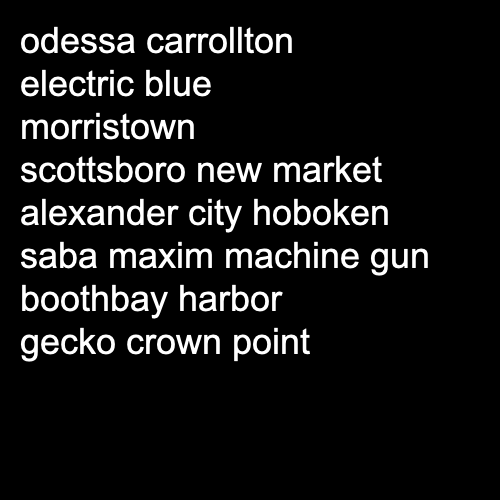 odessa carrollton
electric blue
morristown
scottsboro new market
alexander city hoboken
saba maxim machine gun
boothbay harbor
gecko crown point